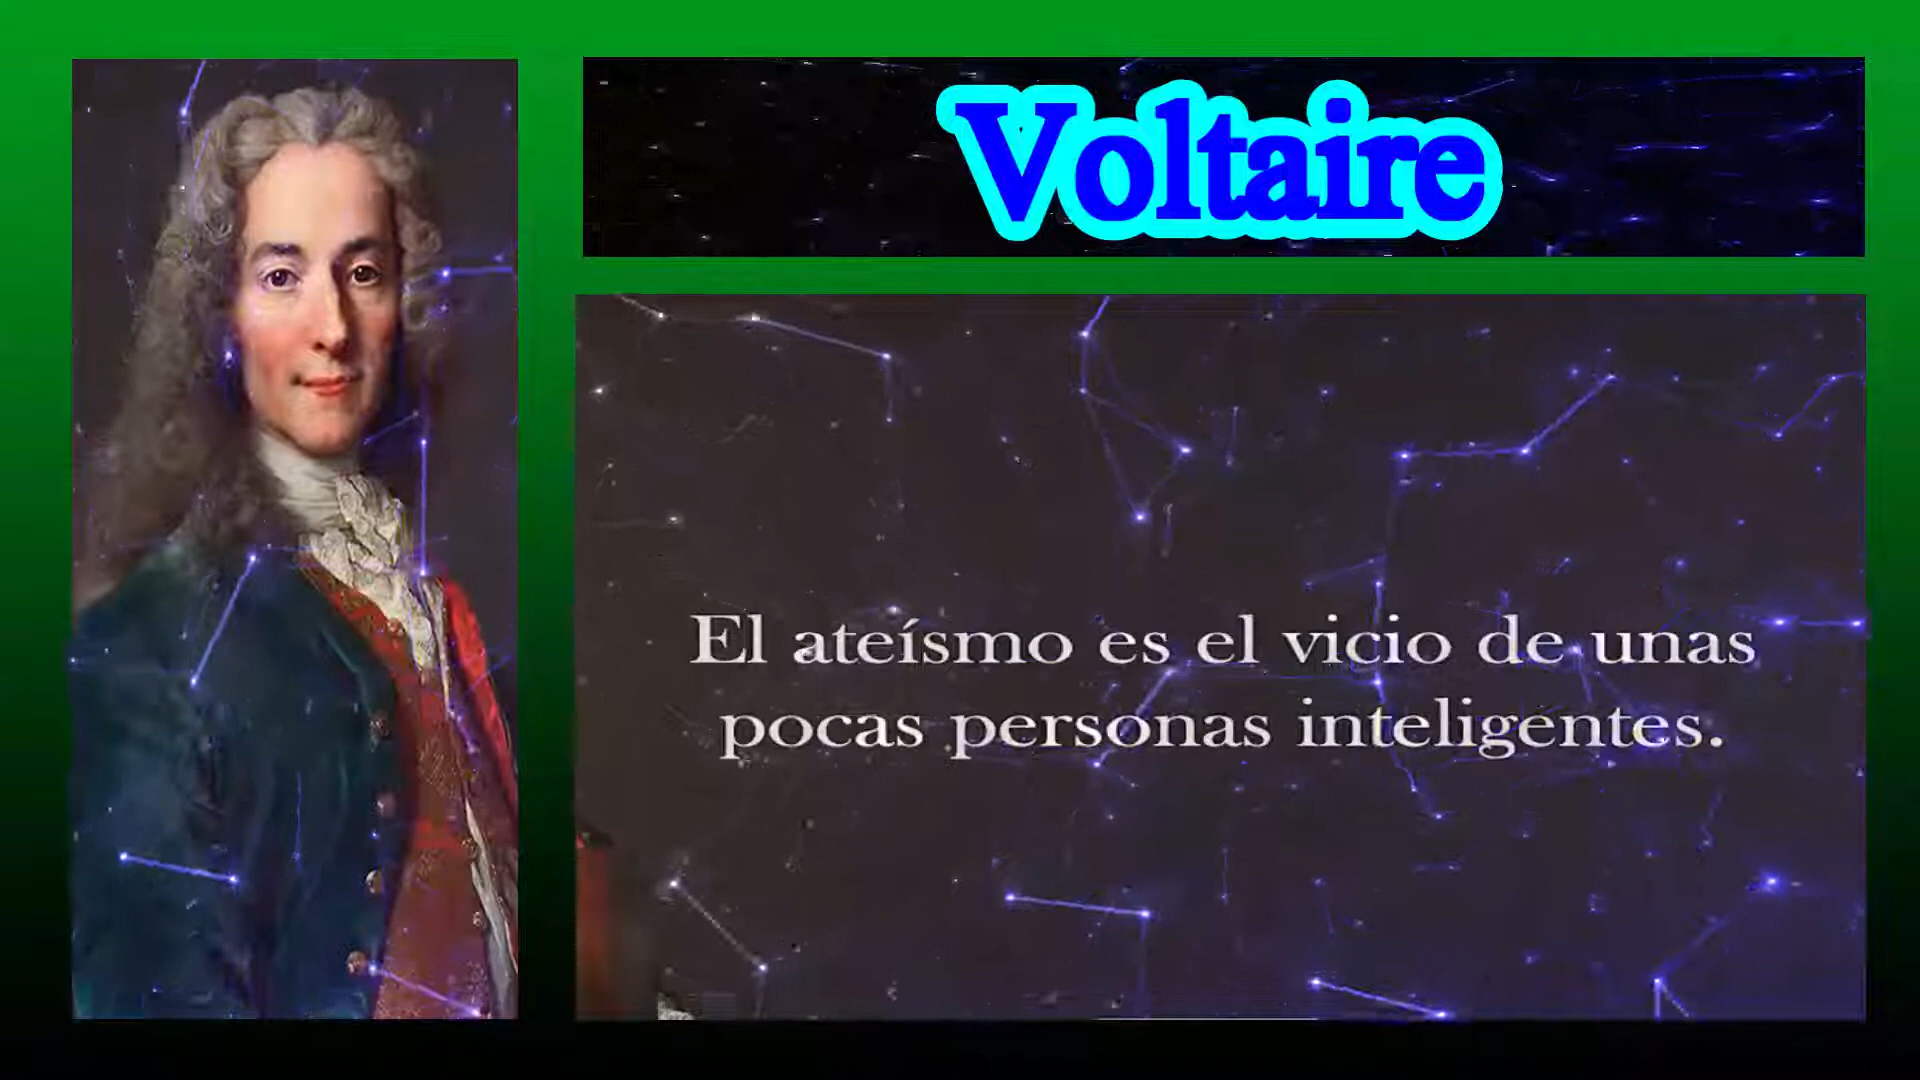 Voltaire
El ateísmo es el vicio de unas
pocas personas inteligentes.